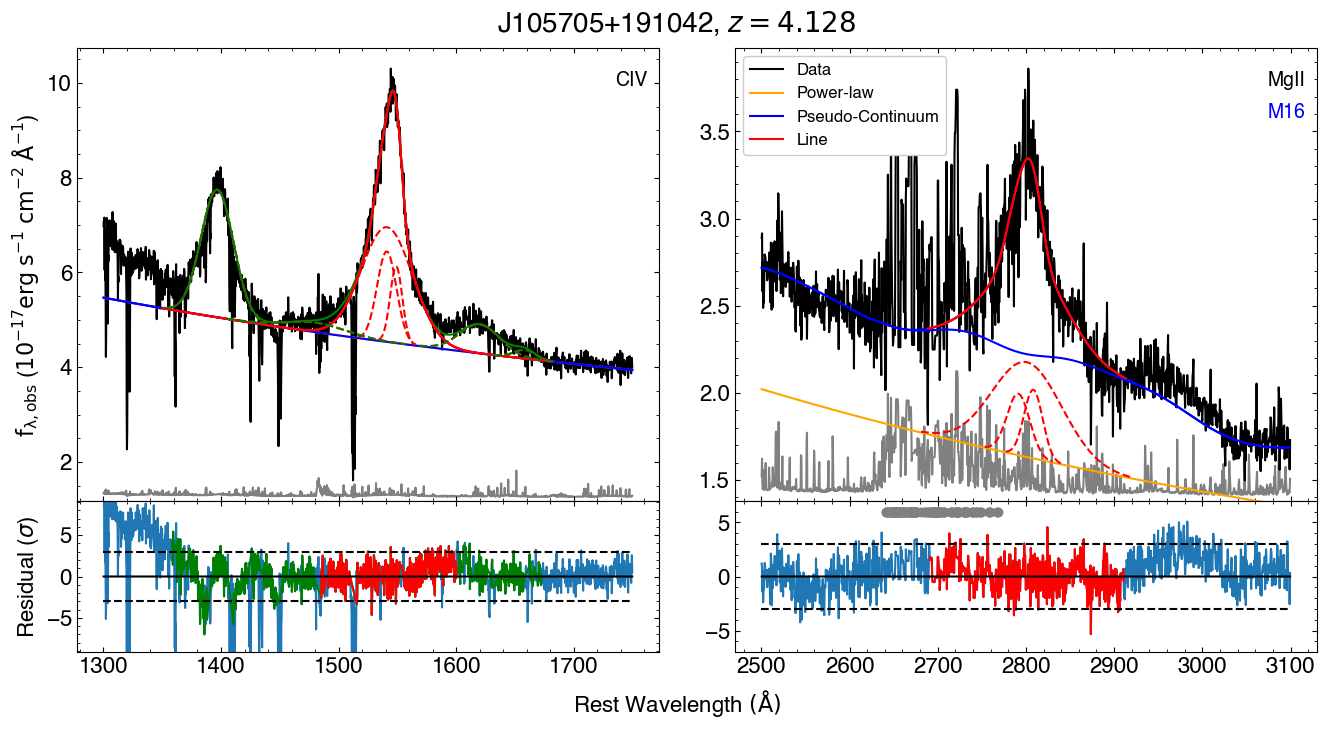 J105705+191042, z = 4.128
CIV
10
8
6
4
2
f_{λ,obs} (10^{−17} erg s^{−1} cm^{−2} Å^{−1})
Data
Power-law
Pseudo-Continuum
Line
MgII
M16
3.5
3.0
2.5
2.0
1.5
Residual (σ)
5
0
−5
1300 1400 1500 1600 1700
5
0
−5
2500 2600 2700 2800 2900 3000 3100
Rest Wavelength (Å)